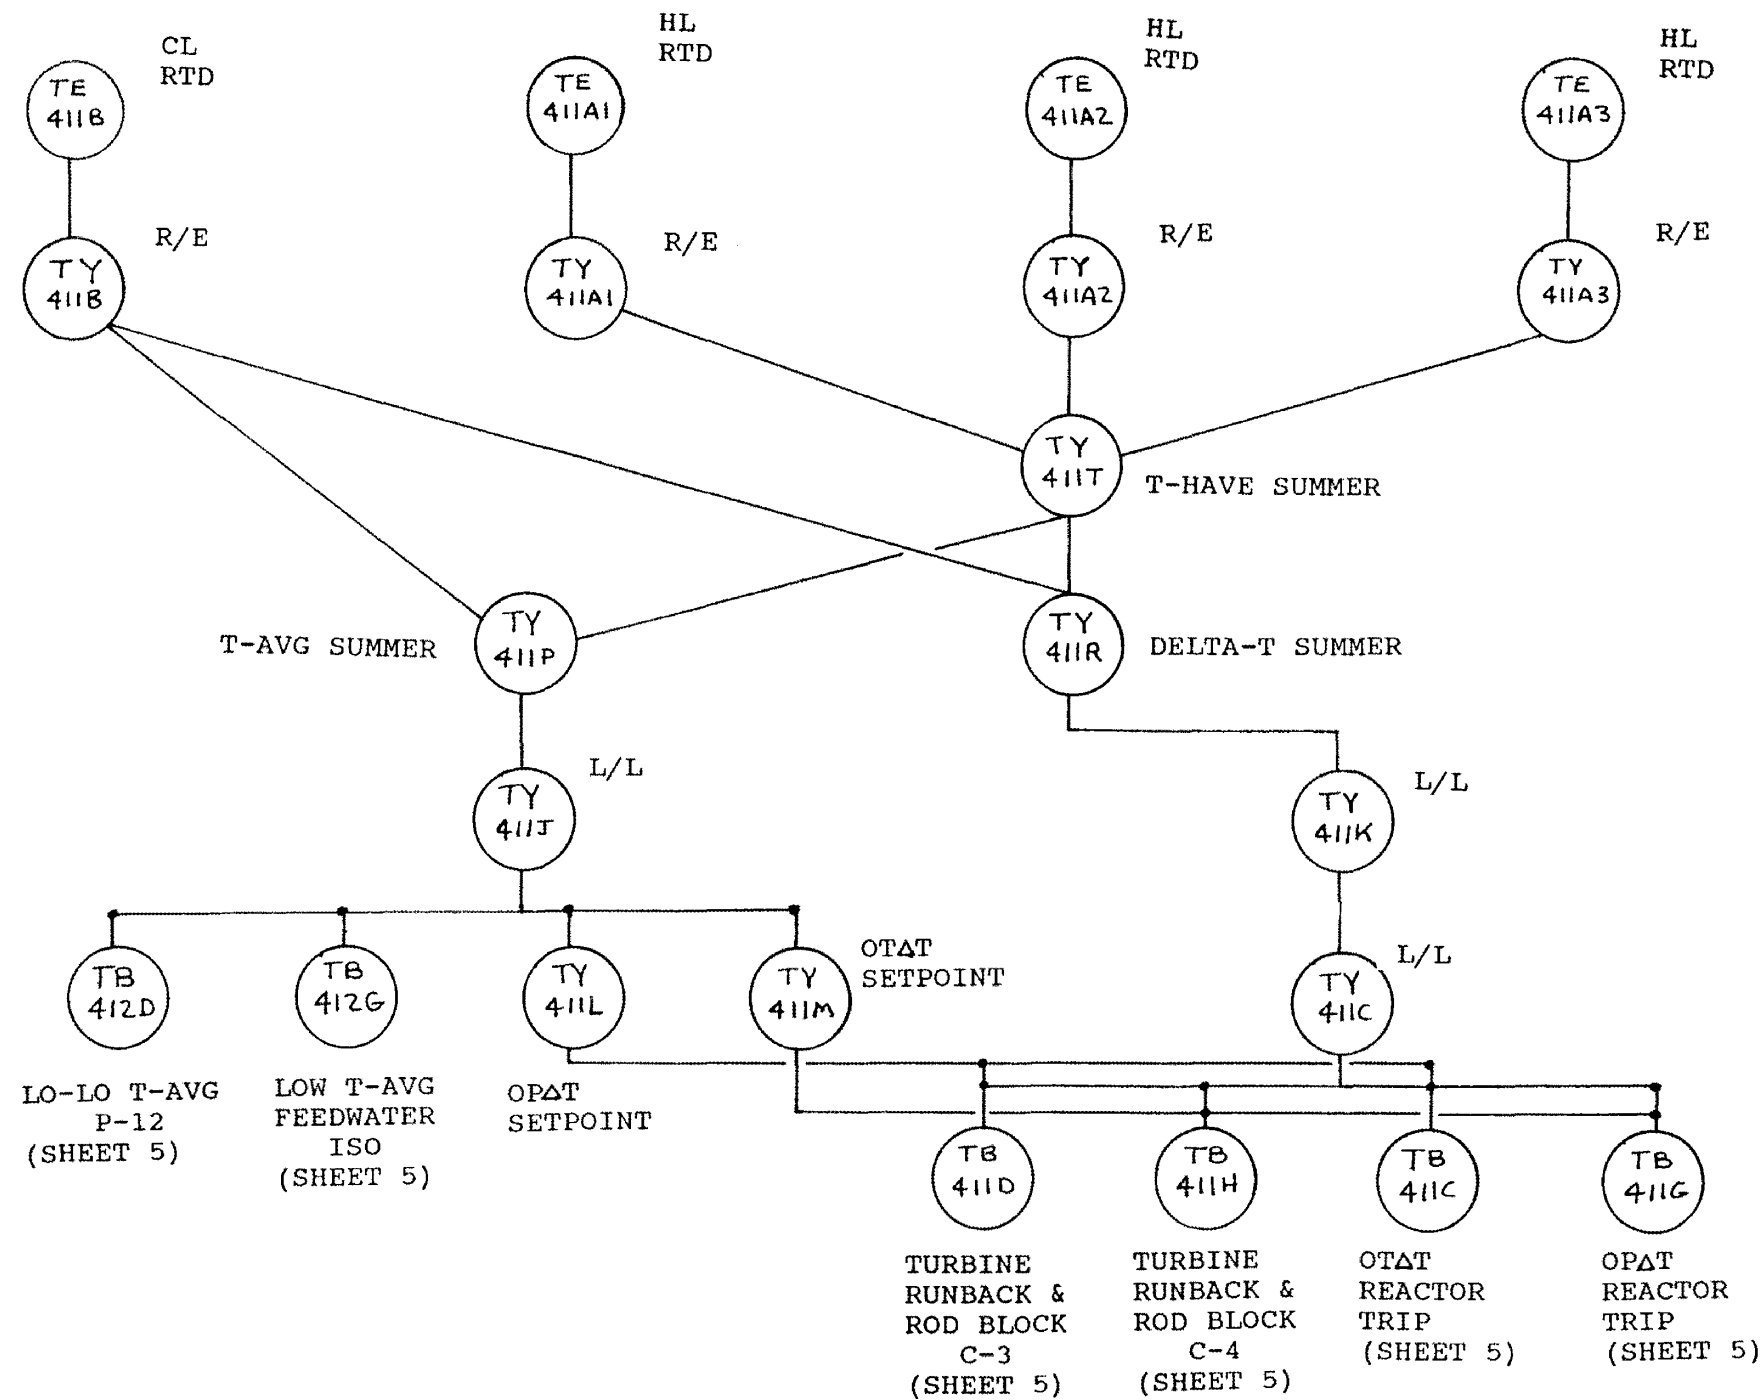 CL
RTD
TE
411B
HL
RTD
TE
411A1
HL
RTD
TE
411A2
HL
RTD
TE
411A3
R/E
TY
411B
R/E
TY
411A1
R/E
TY
411A2
R/E
TY
411A3
TY
411T
T-HAVE SUMMER
T-AVG SUMMER
TY
411P
TY
411R
DELTA-T SUMMER
L/L
TY
411J
L/L
TY
411K
TB
412D
TB
412G
TY
411L
TY
411M
OTΔT
SETPOINT
L/L
TY
411C
LO-LO T-AVG
P-12
(SHEET 5)
LOW T-AVG
FEEDWATER
ISO
(SHEET 5)
OPΔT
SETPOINT
TB
411D
TB
411H
TB
411C
TB
411G
TURBINE
RUNBACK &
ROD BLOCK
C-3
(SHEET 5)
TURBINE
RUNBACK &
ROD BLOCK
C-4
(SHEET 5)
OTΔT
REACTOR
TRIP
(SHEET 5)
OPΔT
REACTOR
TRIP
(SHEET 5)